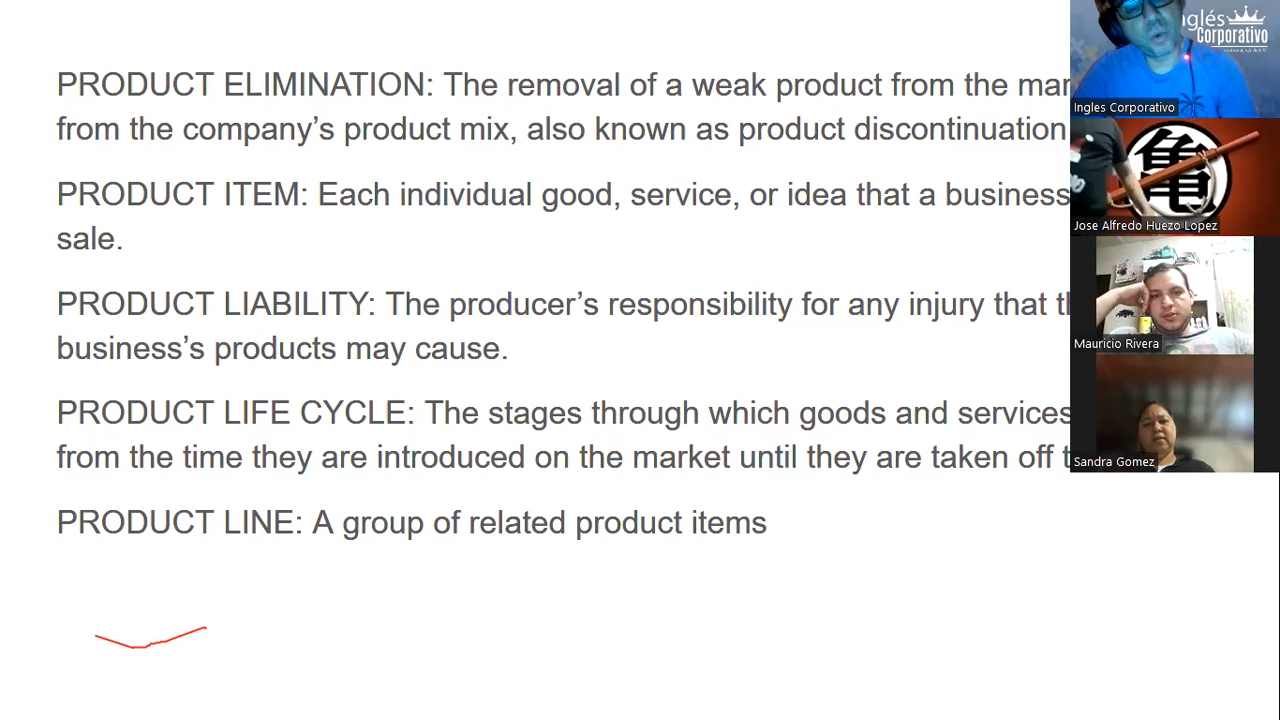 PRODUCT ELIMINATION: The removal of a weak product from the
from the company's product mix, also known as product discontinuation
PRODUCT ITEM: Each individual good, service, or idea that a business
sale.
PRODUCT LIABILITY: The producer's responsibility for any injury that
business's products may cause.
PRODUCT LIFE CYCLE: The stages through which goods and services
from the time they are introduced on the market until they are taken off
PRODUCT LINE: A group of related product items
Inglés
Corporativo
Ingles Corporativo
亀
Jose Alfredo Huezo Lopez
Mauricio Rivera
Sandra Gomez